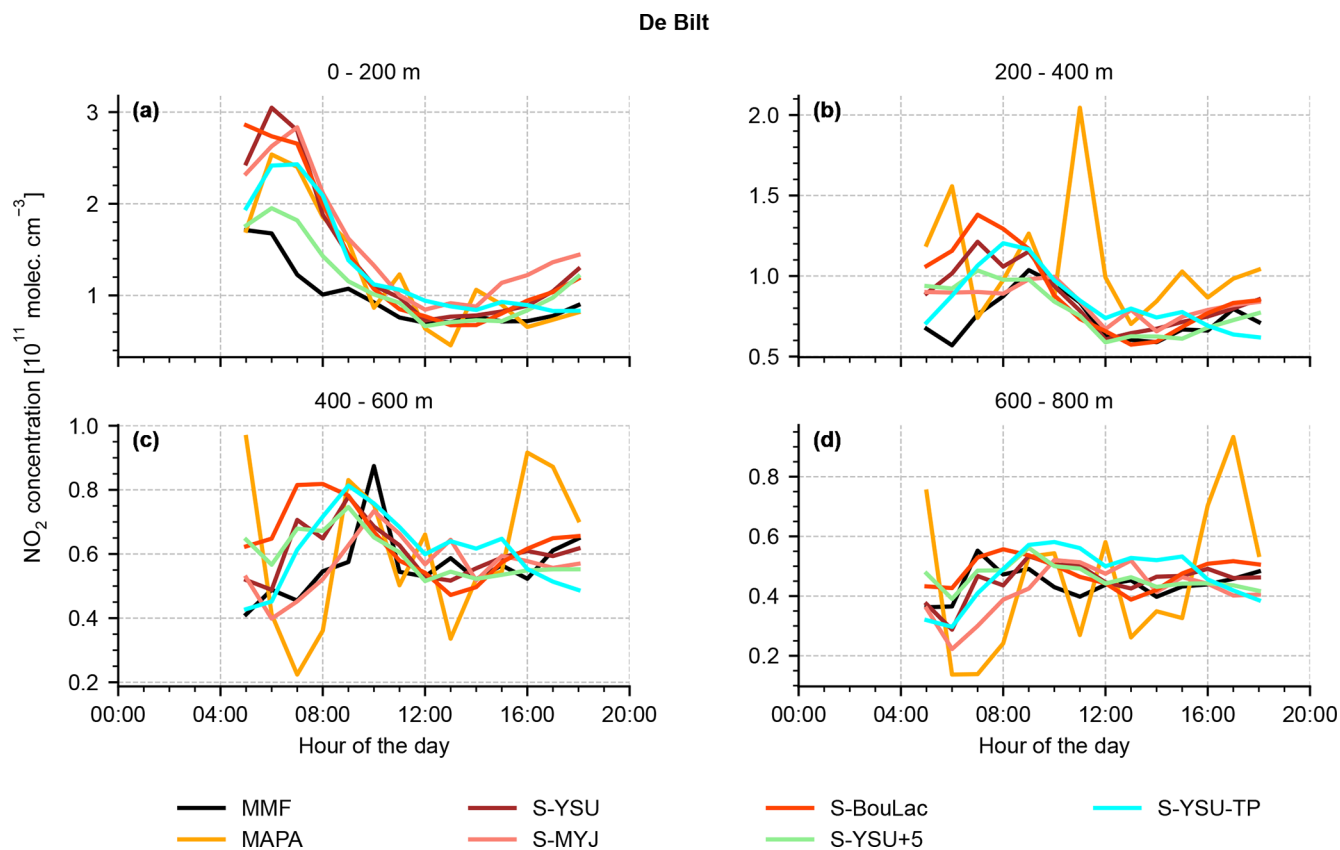 De Bilt
0 - 200 m
200 - 400 m
(a)
(b)
3
2
1
2.0
1.5
1.0
0.5
NO₂ concentration [10¹¹ molec. cm⁻³]
400 - 600 m
600 - 800 m
(c)
(d)
1.0
0.8
0.6
0.4
0.2
0.8
0.6
0.4
0.2
00:00 04:00 08:00 12:00 16:00 20:00
00:00 04:00 08:00 12:00 16:00 20:00
Hour of the day
Hour of the day
MMF S-YSU S-BouLac S-YSU-TP
MAPA S-MYJ S-YSU+5